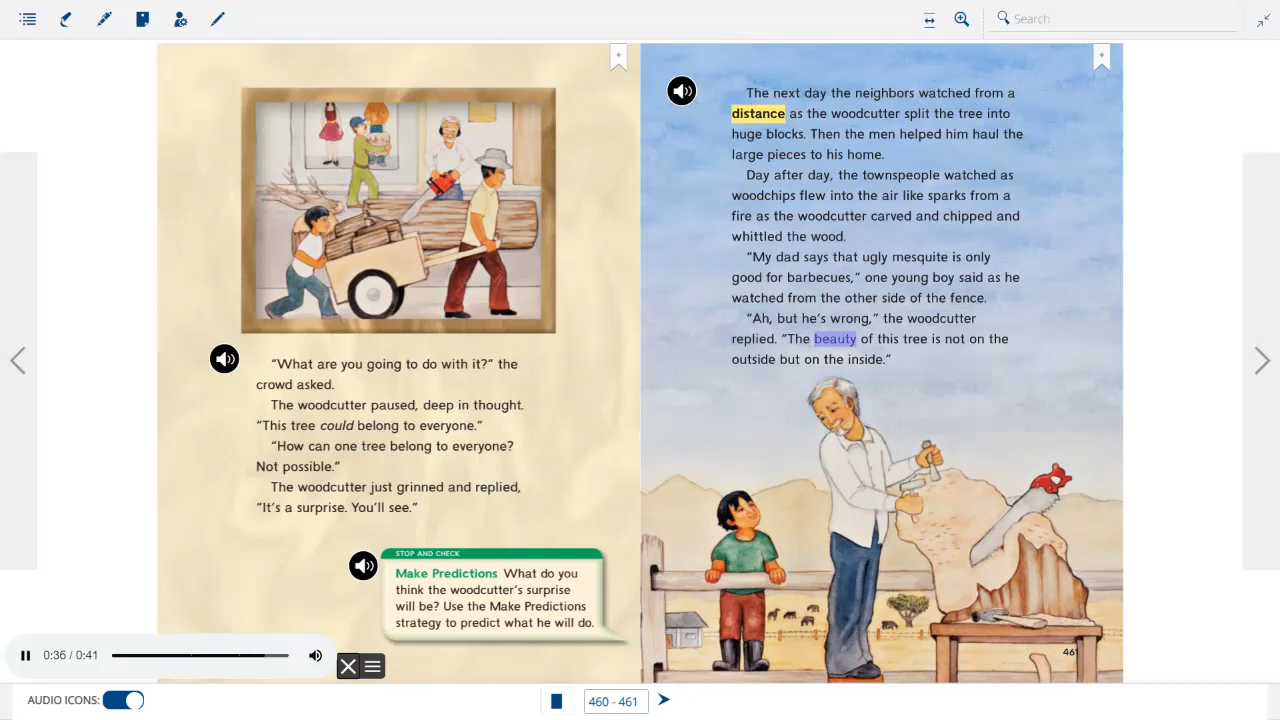 Search
“What are you going to do with it?” the
crowd asked.
The woodcutter paused, deep in thought.
“This tree could belong to everyone.”
“How can one tree belong to everyone?
Not possible.”
The woodcutter just grinned and replied,
“It’s a surprise. You’ll see.”
STOP AND CHECK
Make Predictions What do you
think the woodcutter’s surprise
will be? Use the Make Predictions
strategy to predict what he will do.
The next day the neighbors watched from a
distance as the woodcutter split the tree into
huge blocks. Then the men helped him haul the
large pieces to his home.
Day after day, the townspeople watched as
woodchips flew into the air like sparks from a
fire as the woodcutter carved and chipped and
whittled the wood.
“My dad says that ugly mesquite is only
good for barbecues,” one young boy said as he
watched from the other side of the fence.
“Ah, but he’s wrong,” the woodcutter
replied. “The beauty of this tree is not on the
outside but on the inside.”
461
0:36 / 0:41
AUDIO ICONS:
460 - 461